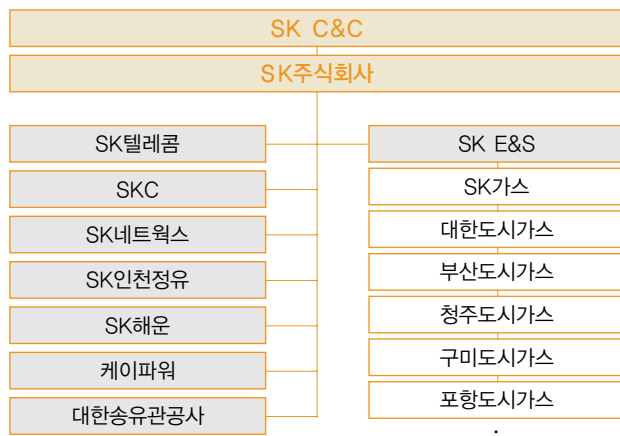 SK C&C
SK주식회사
SK텔레콤
SKC
SK네트웍스
SK인천정유
SK해운
케이파워
대한송유관공사
SK E&S
SK가스
대한도시가스
부산도시가스
청주도시가스
구미도시가스
포항도시가스
.